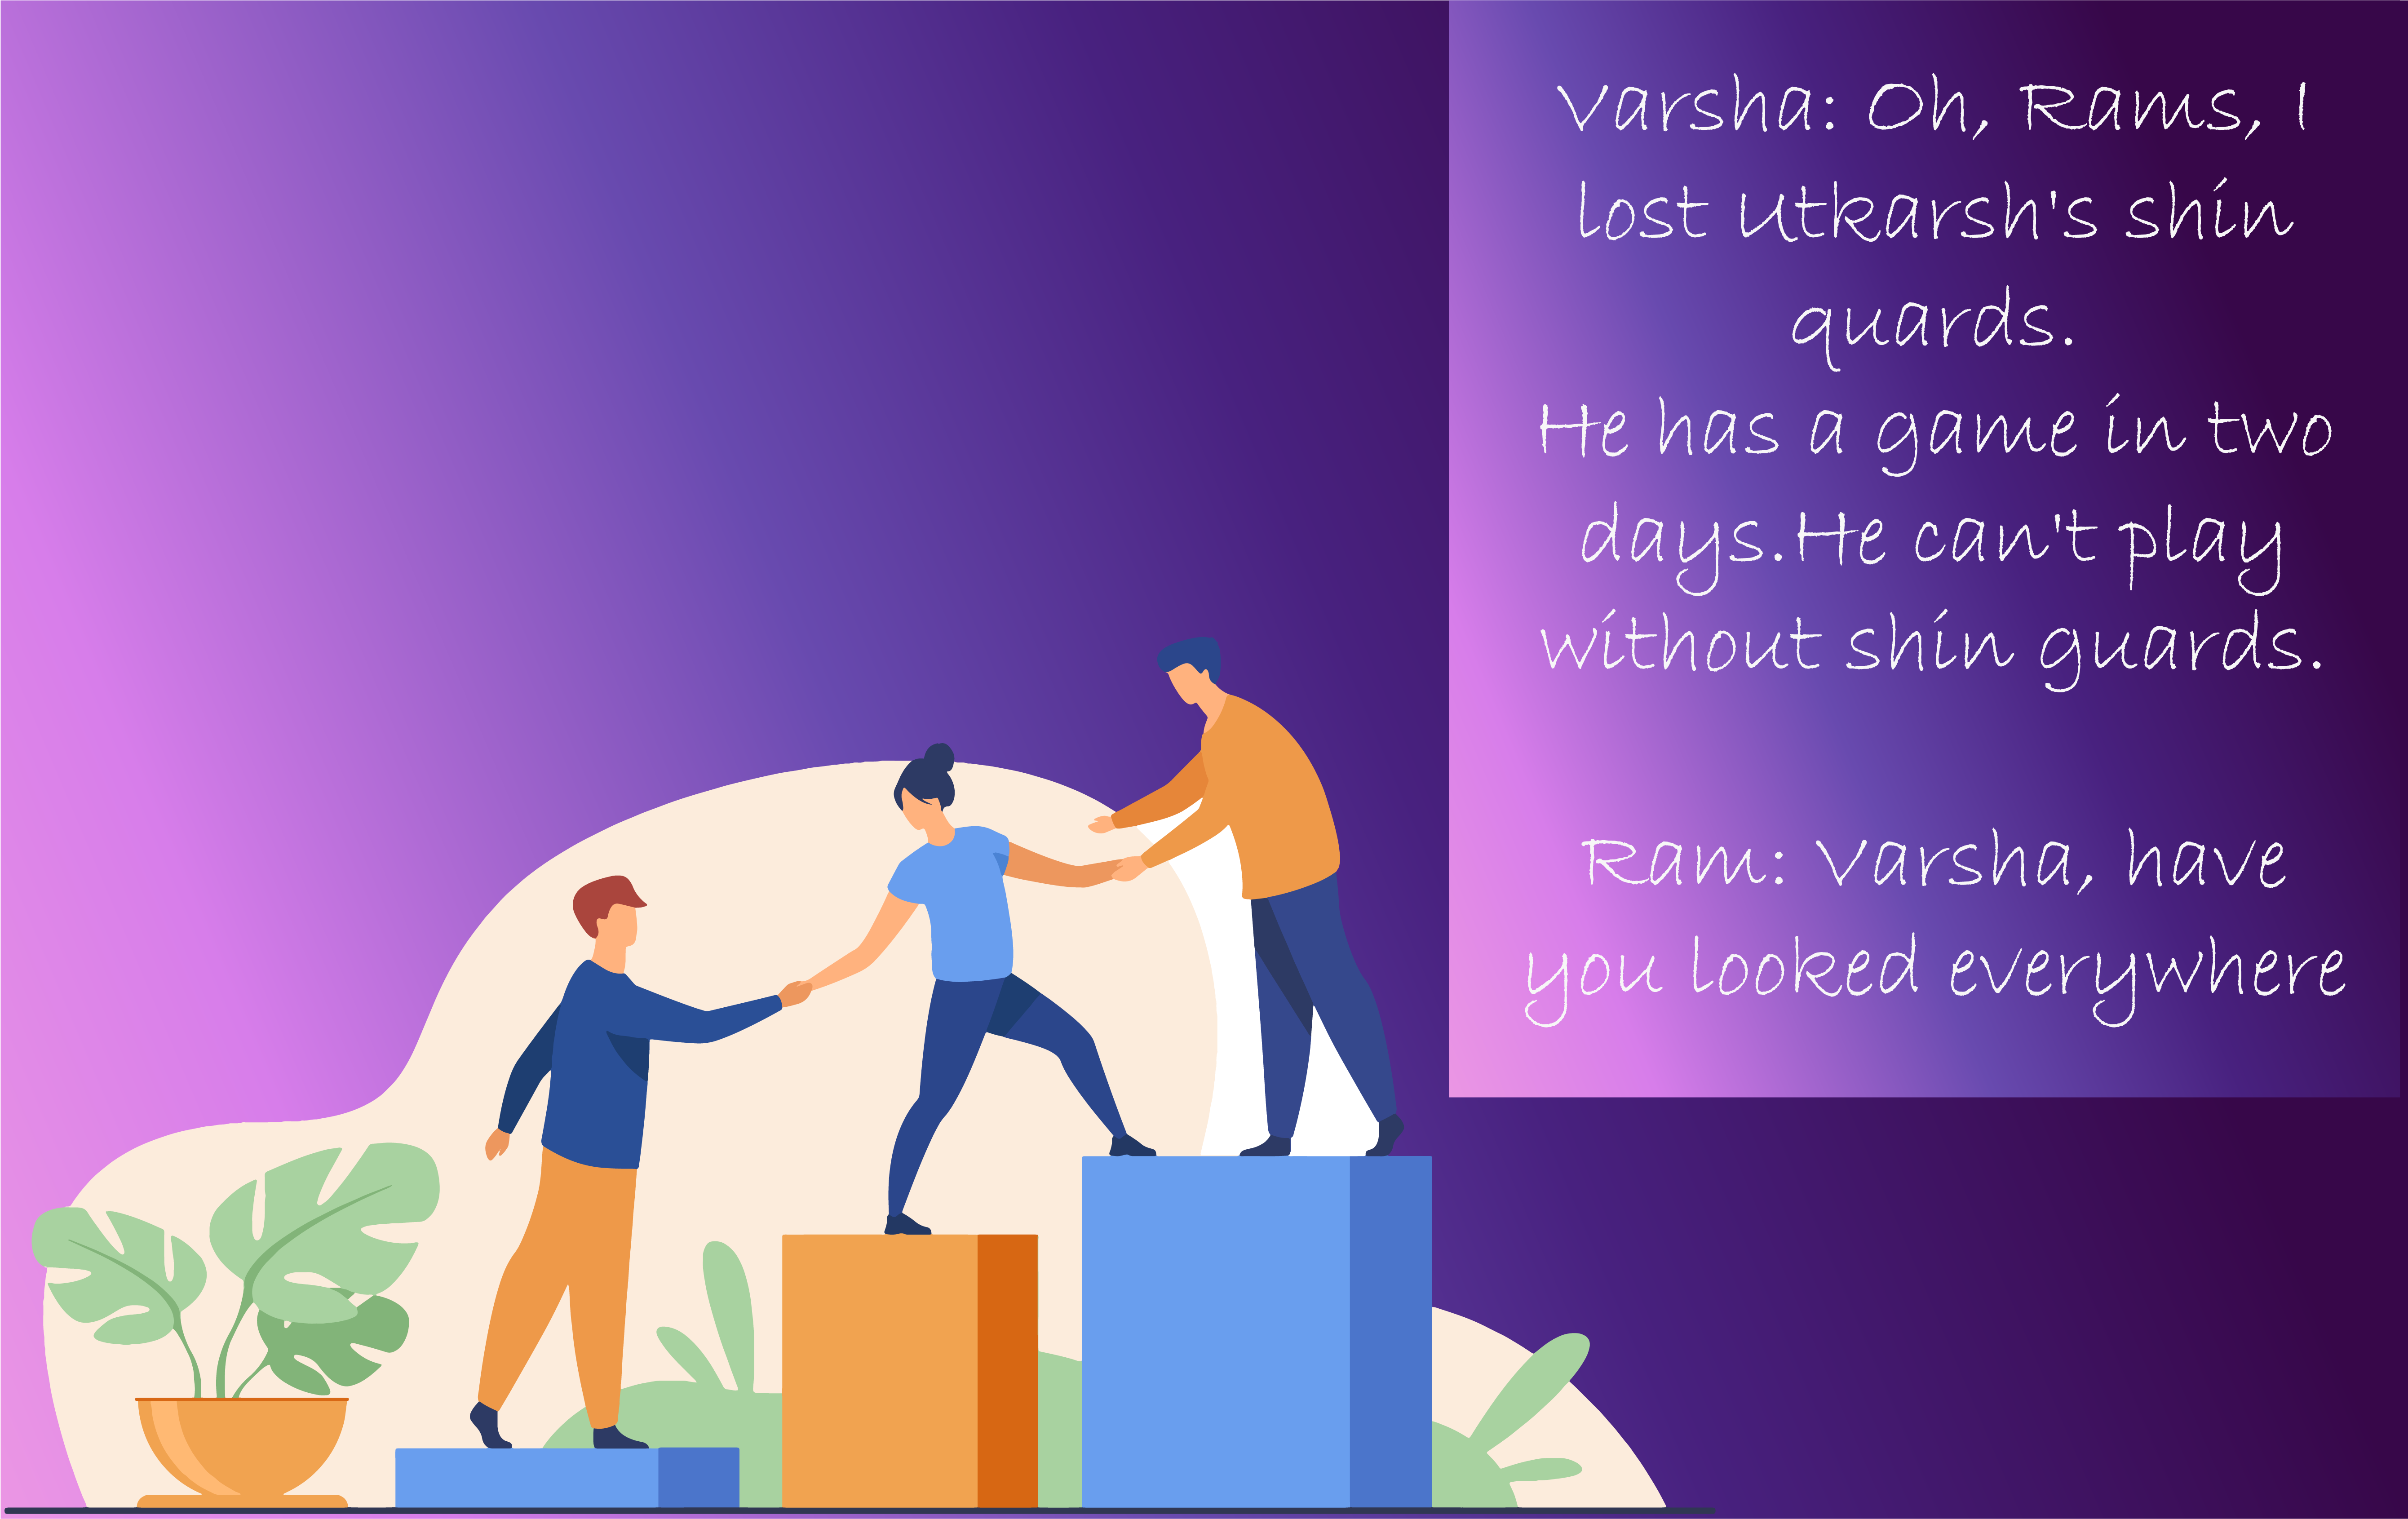 Varsha: Oh, Rams, I
lost Utkarsh's shin
quards.
He has a game in two
days.He can't play
without shin guards.
Ram: Varsha, have
you looked everywhere